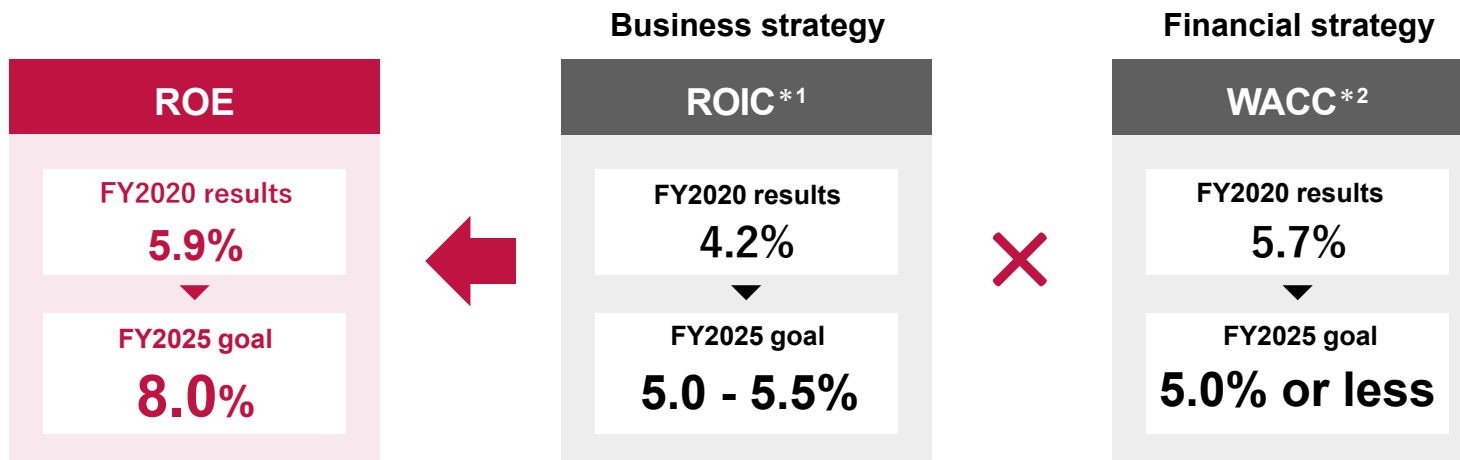 Business strategy
Financial strategy
ROE
ROIC*1
WACC*2
FY2020 results
5.9%
FY2025 goal
8.0%
FY2020 results
4.2%
FY2025 goal
5.0 - 5.5%
FY2020 results
5.7%
FY2025 goal
5.0% or less